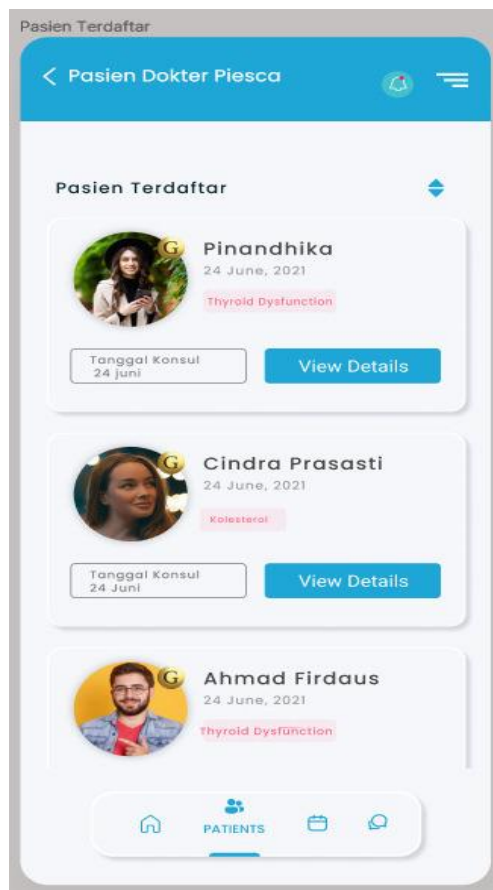 Pasien Terdaftar
Pasien Dokter Piesca
Pasien Terdaftar
G
Pinandhika
24 June, 2021
Thyroid Dysfunction
Tanggal Konsul
24 juni
View Details
G
Cindra Prasasti
24 June, 2021
Kolesterol
Tanggal Konsul
24 Juni
View Details
G
Ahmad Firdaus
24 June, 2021
Thyroid Dysfunction
PATIENTS